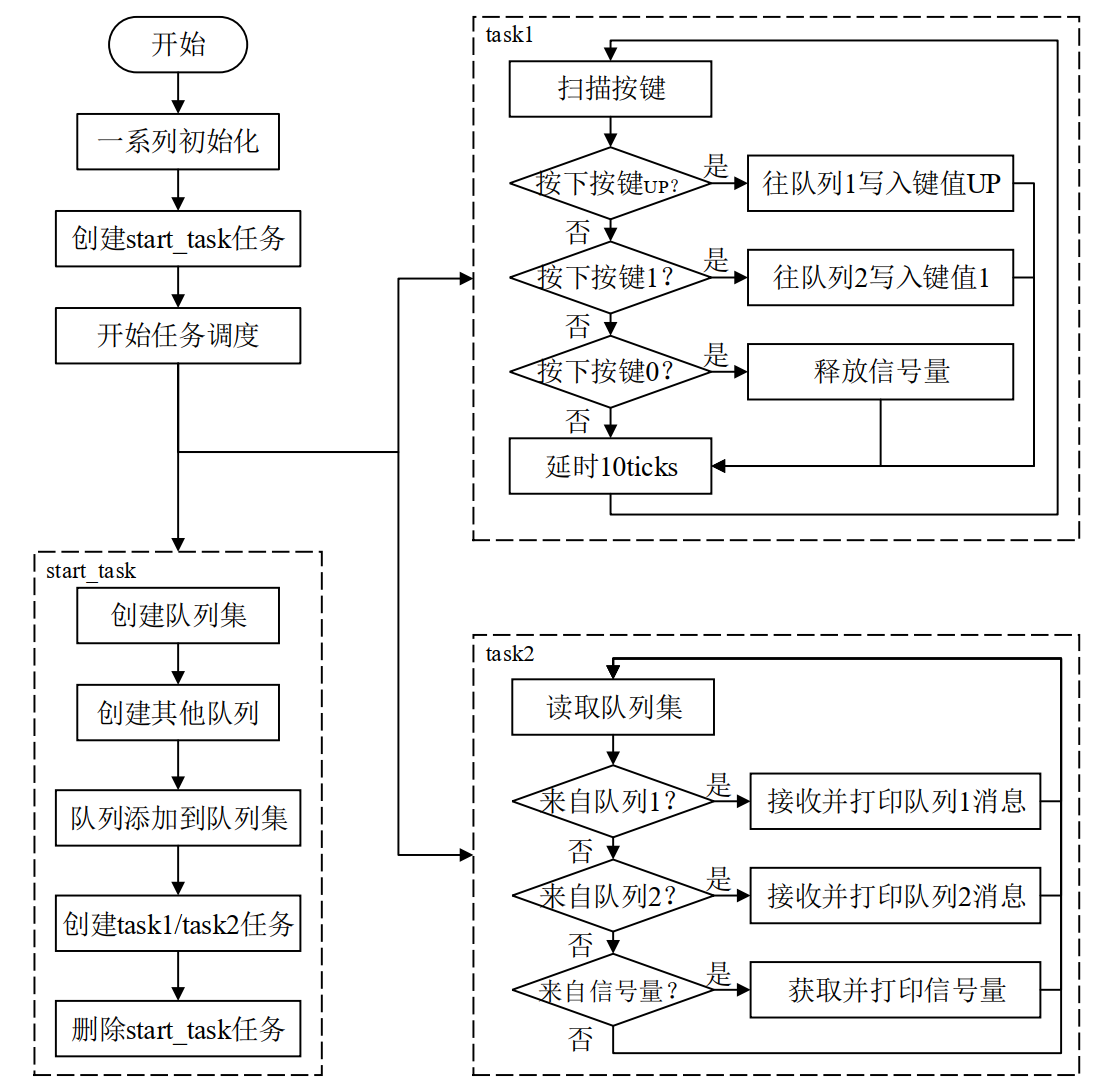 开始
一系列初始化
创建start_task任务
开始任务调度
start_task
创建队列集
创建其他队列
队列添加到队列集
创建task1/task2任务
删除start_task任务
task1
扫描按键
按下按键UP？
是
往队列1写入键值UP
否
按下按键1？
是
往队列2写入键值1
否
按下按键0？
是
释放信号量
否
延时10ticks
task2
读取队列集
来自队列1？
是
接收并打印队列1消息
否
来自队列2？
是
接收并打印队列2消息
否
来自信号量？
是
获取并打印信号量
否